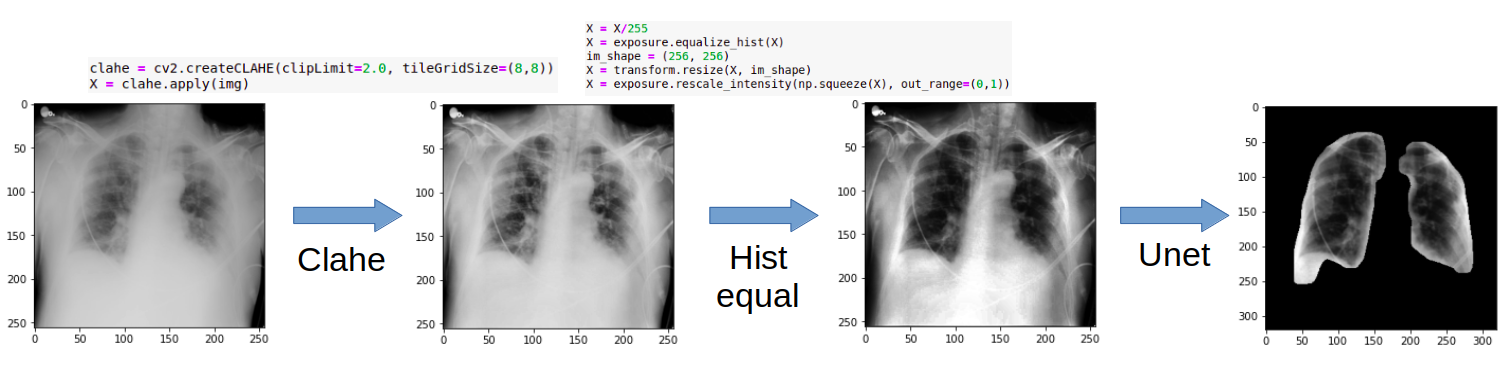 clahe = cv2.createCLAHE(clipLimit=2.0, tileGridSize=(8,8))
X = clahe.apply(img)
X = X/255
X = exposure.equalize_hist(X)
im_shape = (256, 256)
X = transform.resize(X, im_shape)
X = exposure.rescale_intensity(np.squeeze(X), out_range=(0,1))
0
50
100
150
200
250
0 50 100 150 200 250
Clahe
0
50
100
150
200
250
0 50 100 150 200 250
Hist
equal
0
50
100
150
200
250
0 50 100 150 200 250
Unet
0
50
100
150
200
250
300
0 50 100 150 200 250 300